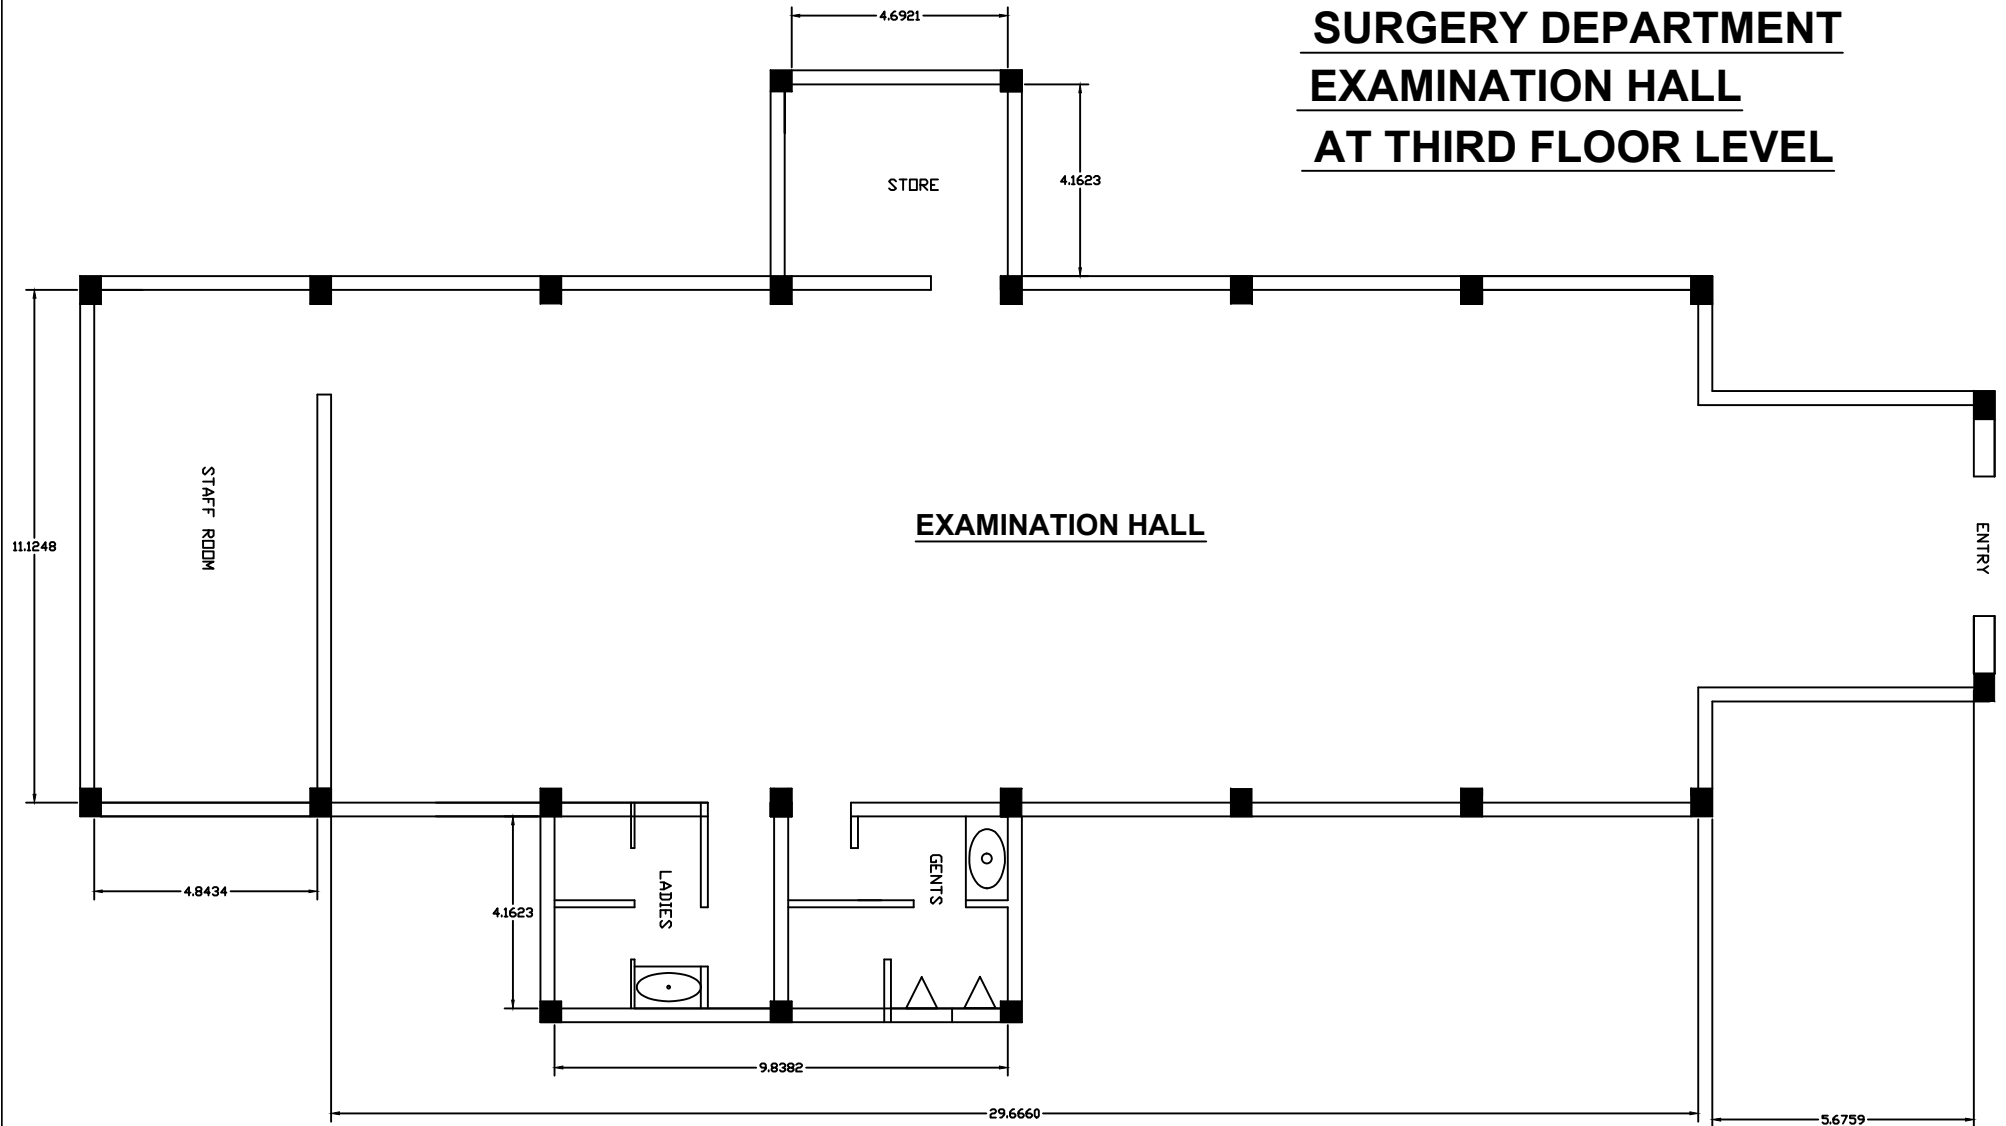 4.6921
SURGERY DEPARTMENT
EXAMINATION HALL
AT THIRD FLOOR LEVEL
STORE
4.1623
STAFF ROOM
11.1248
EXAMINATION HALL
ENTRY
4.8434
4.1623
LADIES
GENTS
9.8382
29.6660
5.6759